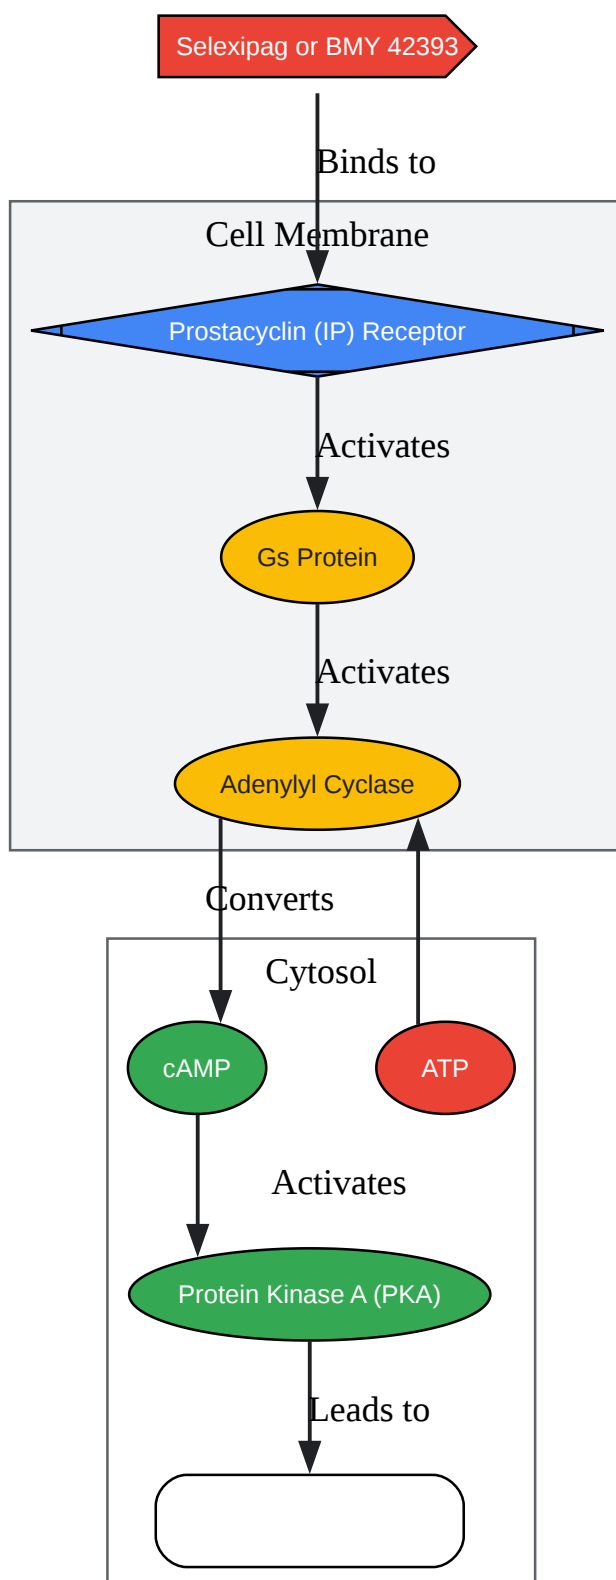 Selexipag or BMY 42393
Binds to
Cell Membrane
Prostacyclin (IP) Receptor
Activates
Gs Protein
Activates
Adenylyl Cyclase
Converts
Cytosol
cAMP
ATP
Activates
Protein Kinase A (PKA)
Leads to